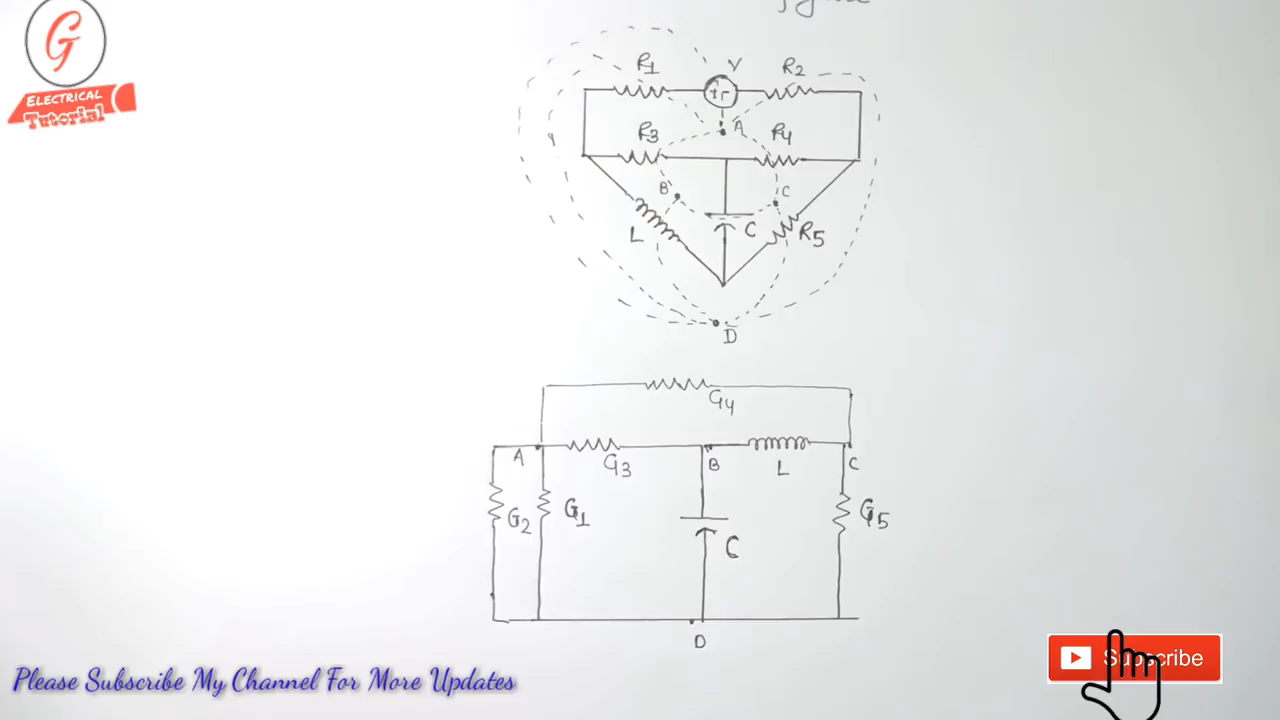 figure
G
ELECTRICAL
Tutorial
R1 V R2
+ -
A
R3 R4
B C
L C R5
D
G4
A G3 B L C
G2 G1 C G5
D
Please Subscribe My Channel For More Updates
Subscribe